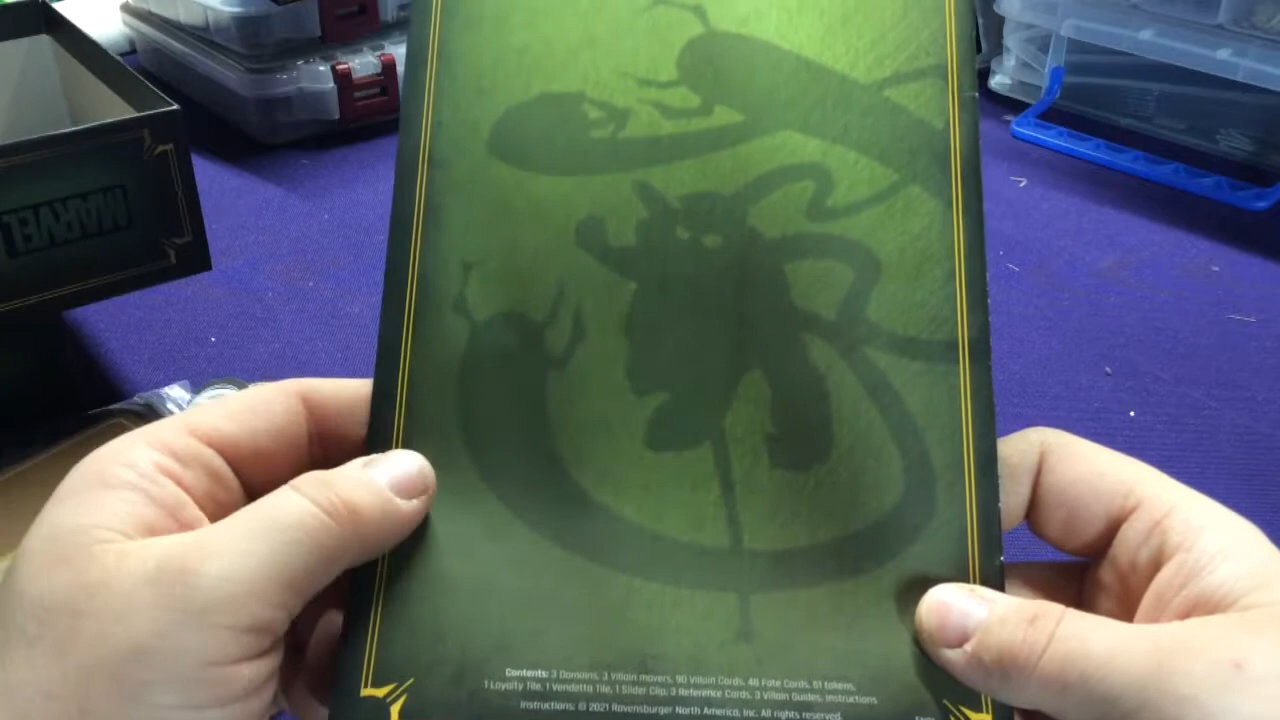 MARVEL
Contents: 3 Domains, 3 Villain movers, 90 Villain Cards, 46 Fate Cards, 51 tokens,
1 Loyalty Tile, 1 Vendetta Tile, 1 Slider Clip, 3 Reference Cards, 3 Villain Guides, Instructions
Instructions: © 2021 Ravensburger North America, Inc. All rights reserved.